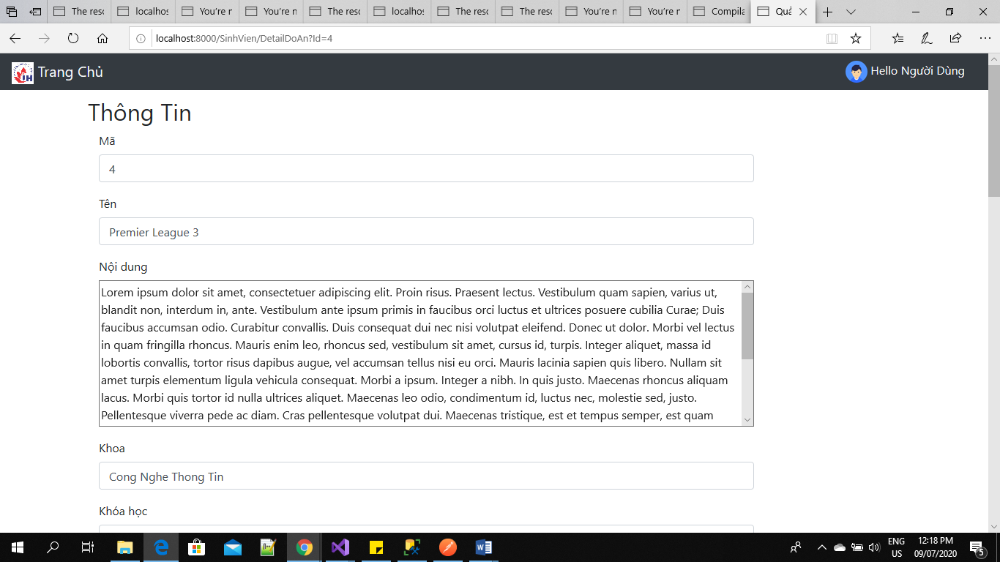 The reso
localhos
You're n
You're n
The reso
localhos
The reso
The reso
You're n
You're n
Compila
Quả
localhost:8000/SinhVien/DetailDoAn?Id=4
Trang Chủ
Hello Người Dùng
Thông Tin
Mã
4
Tên
Premier League 3
Nội dung
Lorem ipsum dolor sit amet, consectetuer adipiscing elit. Proin risus. Praesent lectus. Vestibulum quam sapien, varius ut,
blandit non, interdum in, ante. Vestibulum ante ipsum primis in faucibus orci luctus et ultrices posuere cubilia Curae; Duis
faucibus accumsan odio. Curabitur convallis. Duis consequat dui nec nisi volutpat eleifend. Donec ut dolor. Morbi vel lectus
in quam fringilla rhoncus. Mauris enim leo, rhoncus sed, vestibulum sit amet, cursus id, turpis. Integer aliquet, massa id
lobortis convallis, tortor risus dapibus augue, vel accumsan tellus nisi eu orci. Mauris lacinia sapien quis libero. Nullam sit
amet turpis elementum ligula vehicula consequat. Morbi a ipsum. Integer a nibh. In quis justo. Maecenas rhoncus aliquam
lacus. Morbi quis tortor id nulla ultrices aliquet. Maecenas leo odio, condimentum id, luctus nec, molestie sed, justo.
Pellentesque viverra pede ac diam. Cras pellentesque volutpat dui. Maecenas tristique, est et tempus semper, est quam
Khoa
Cong Nghe Thong Tin
Khóa học
ENG
US
12:18 PM
09/07/2020
5